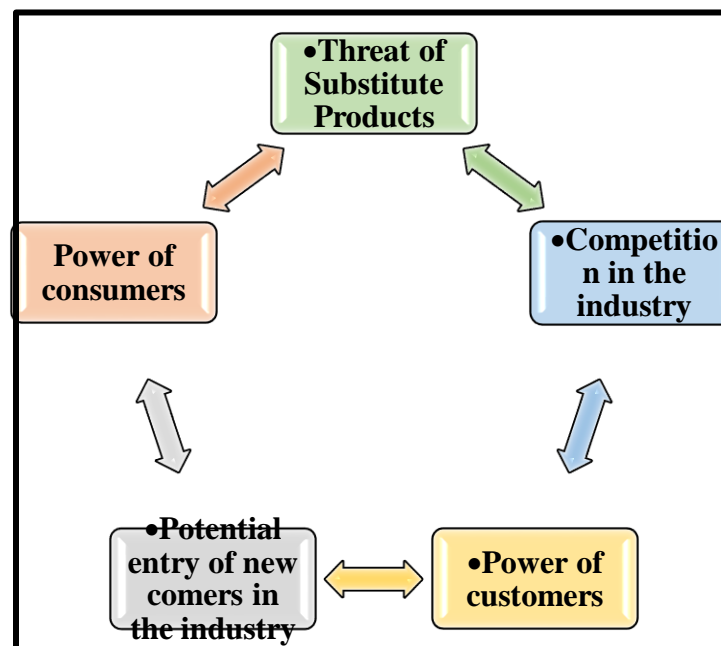 •Threat of
Substitute
Products
•Competitio
n in the
industry
•Power of
customers
•Potential
entry of new
comers in
the industry
Power of
consumers